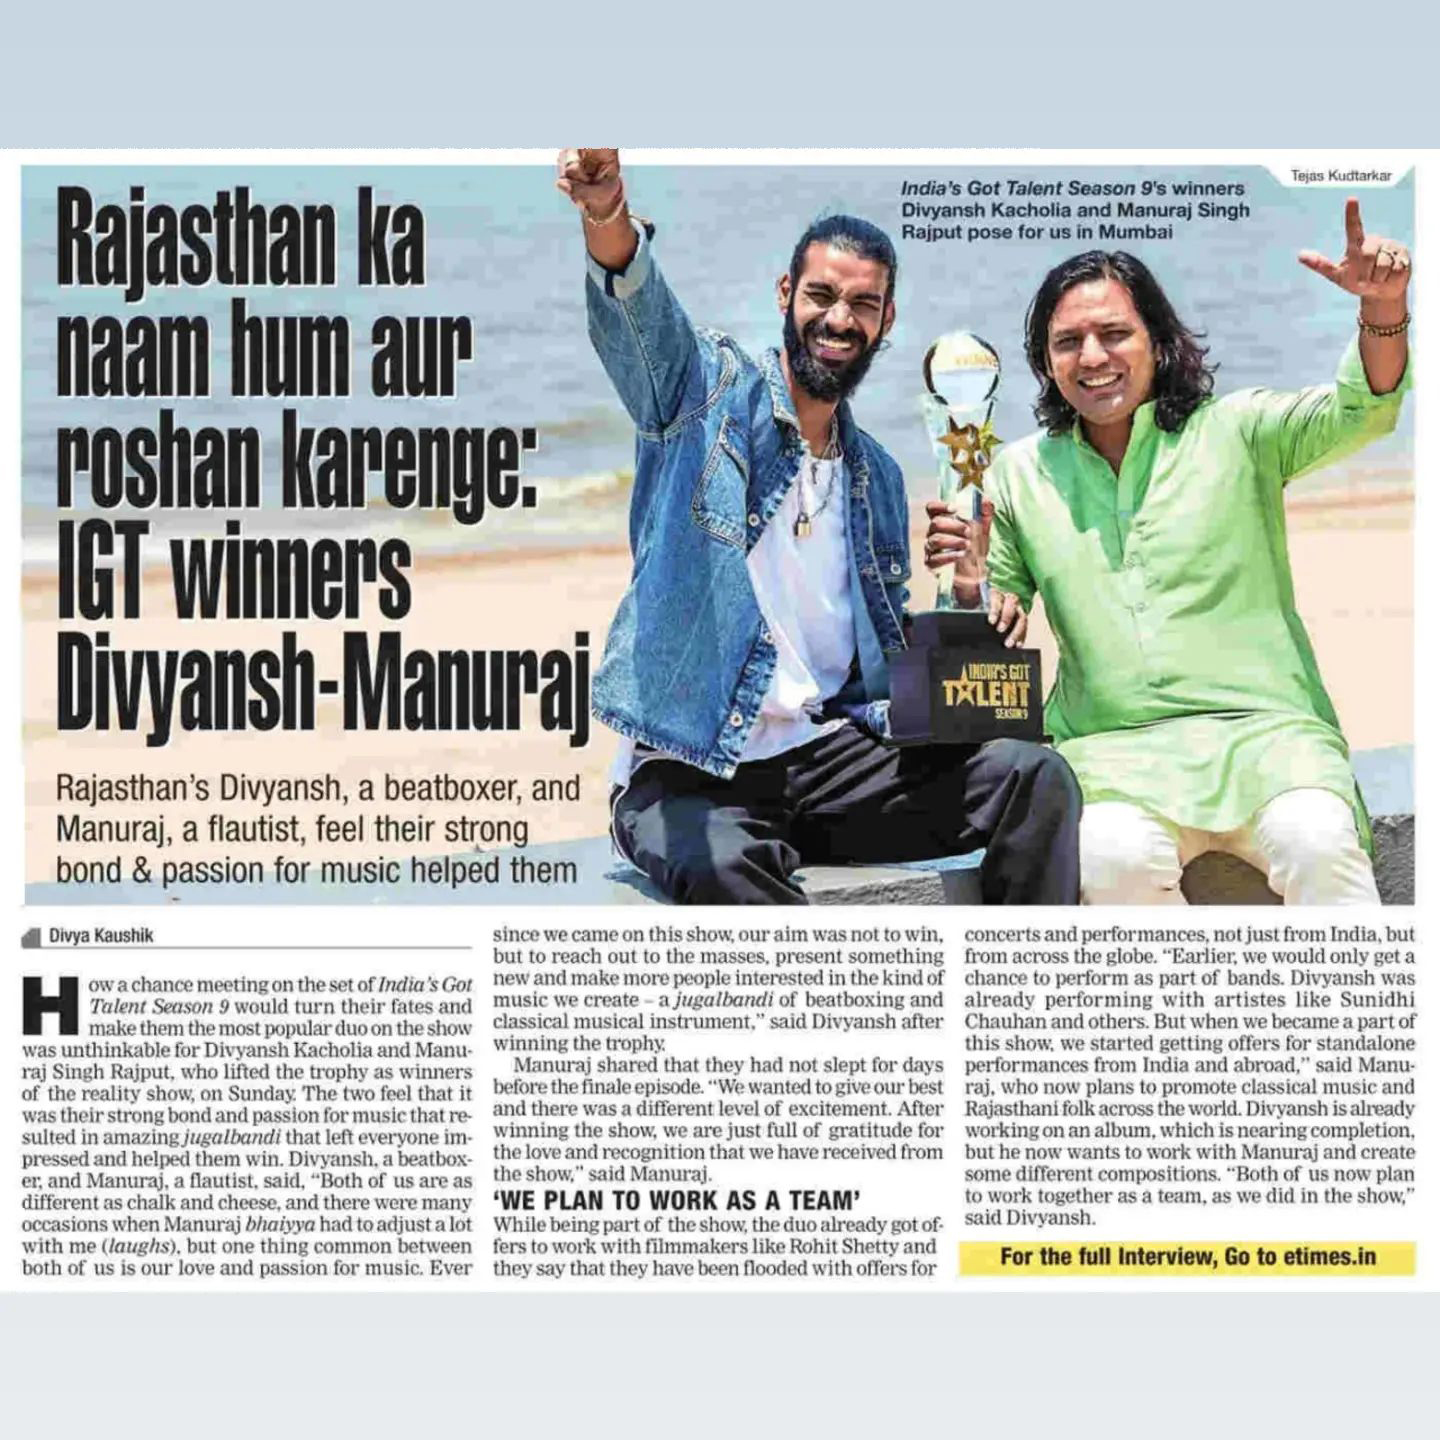 Tejas Kudtarkar
India's Got Talent Season 9's winners
Divyansh Kacholia and Manuraj Singh
Rajput pose for us in Mumbai
Rajasthan ka
naam hum aur
roshan karenge:
IGT winners
Divyansh-Manuraj
INDIA'S GOT
TALENT
SEASON 9
Rajasthan's Divyansh, a beatboxer, and
Manuraj, a flautist, feel their strong
bond & passion for music helped them
Divya Kaushik
How a chance meeting on the set of India's Got
Talent Season 9 would turn their fates and
make them the most popular duo on the show
was unthinkable for Divyansh Kacholia and Manu-
raj Singh Rajput, who lifted the trophy as winners
of the reality show, on Sunday. The two feel that it
was their strong bond and passion for music that re-
sulted in amazing jugalbandi that left everyone im-
pressed and helped them win. Divyansh, a beatbox-
er, and Manuraj, a flautist, said, “Both of us are as
different as chalk and cheese, and there were many
occasions when Manuraj bhaiyya had to adjust a lot
with me (laughs), but one thing common between
both of us is our love and passion for music. Ever
since we came on this show, our aim was not to win,
but to reach out to the masses, present something
new and make more people interested in the kind of
music we create – a jugalbandi of beatboxing and
classical musical instrument,” said Divyansh after
winning the trophy.
Manuraj shared that they had not slept for days
before the finale episode. “We wanted to give our best
and there was a different level of excitement. After
winning the show, we are just full of gratitude for
the love and recognition that we have received from
the show,” said Manuraj.
‘WE PLAN TO WORK AS A TEAM’
While being part of the show, the duo already got of-
fers to work with filmmakers like Rohit Shetty and
they say that they have been flooded with offers for
concerts and performances, not just from India, but
from across the globe. “Earlier, we would only get a
chance to perform as part of bands. Divyansh was
already performing with artistes like Sunidhi
Chauhan and others. But when we became a part of
this show, we started getting offers for standalone
performances from India and abroad,” said Manu-
raj, who now plans to promote classical music and
Rajasthani folk across the world. Divyansh is already
working on an album, which is nearing completion,
but he now wants to work with Manuraj and create
some different compositions. “Both of us now plan
to work together as a team, as we did in the show,”
said Divyansh.
For the full Interview, Go to etimes.in